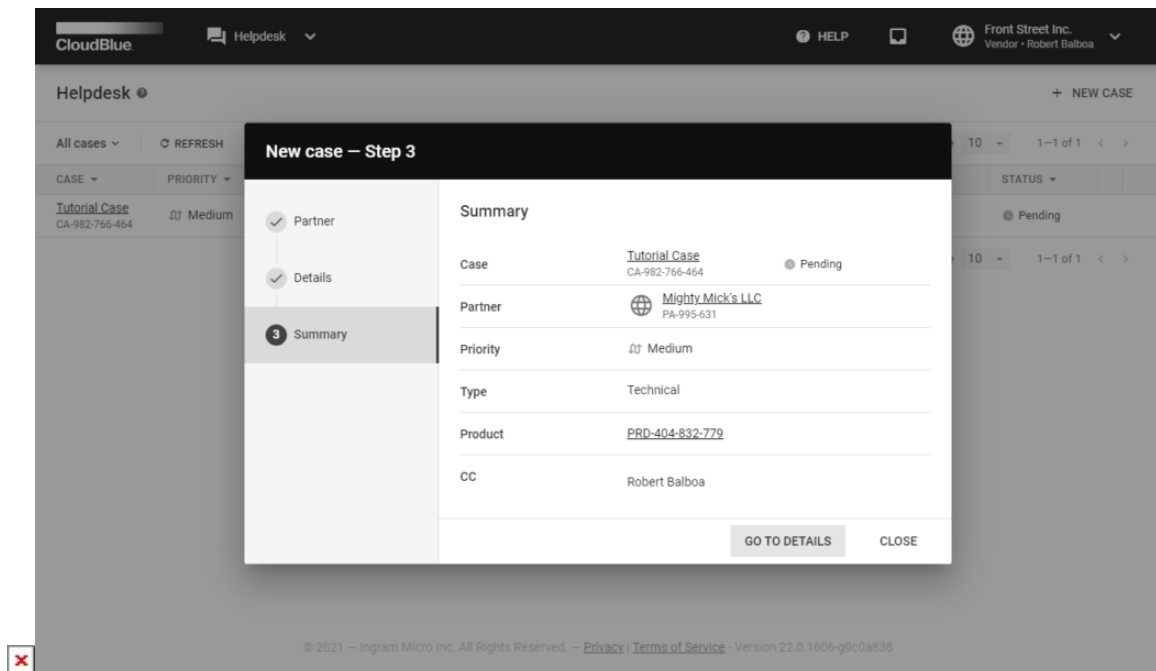 CloudBlue
Helpdesk
HELP
Front Street Inc.
Vendor • Robert Balboa
Helpdesk
+ NEW CASE
All cases
REFRESH
10
1–1 of 1
CASE
PRIORITY
STATUS
Tutorial Case
CA-982-766-464
Medium
Pending
10
1–1 of 1
New case — Step 3
Partner
Details
3 Summary
Summary
Case
Tutorial Case
CA-982-766-464
Pending
Partner
Mighty Mick's LLC
PA-995-631
Priority
Medium
Type
Technical
Product
PRD-404-832-779
CC
Robert Balboa
GO TO DETAILS
CLOSE
© 2021 — Ingram Micro Inc. All Rights Reserved. — Privacy | Terms of Service - Version 22.0.1606-g9c0a838